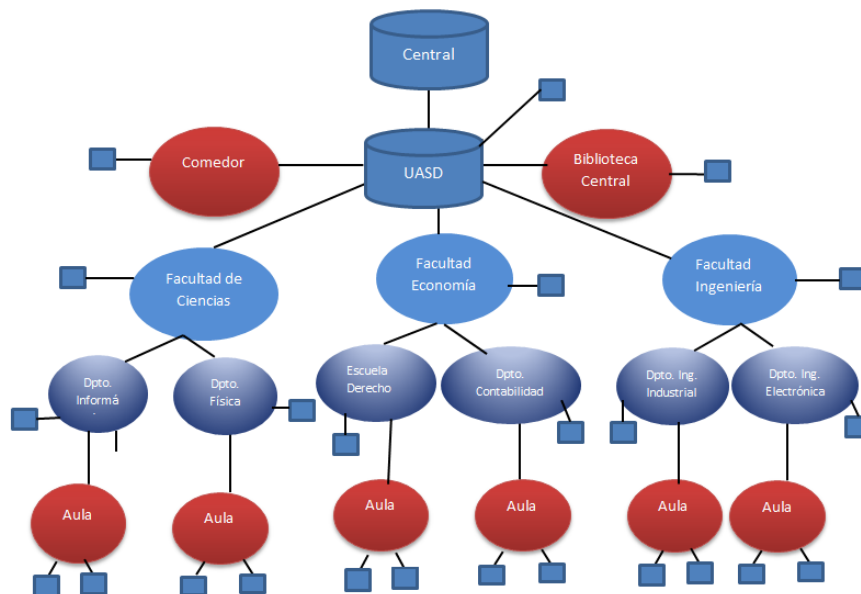 Central
UASD
Comedor
Biblioteca
Central
Facultad de
Ciencias
Facultad
Economía
Facultad
Ingeniería
Dpto.
Informá
Dpto.
Física
Escuela
Derecho
Dpto.
Contabilidad
Dpto. Ing.
Industrial
Dpto. Ing.
Electrónica
Aula
Aula
Aula
Aula
Aula
Aula